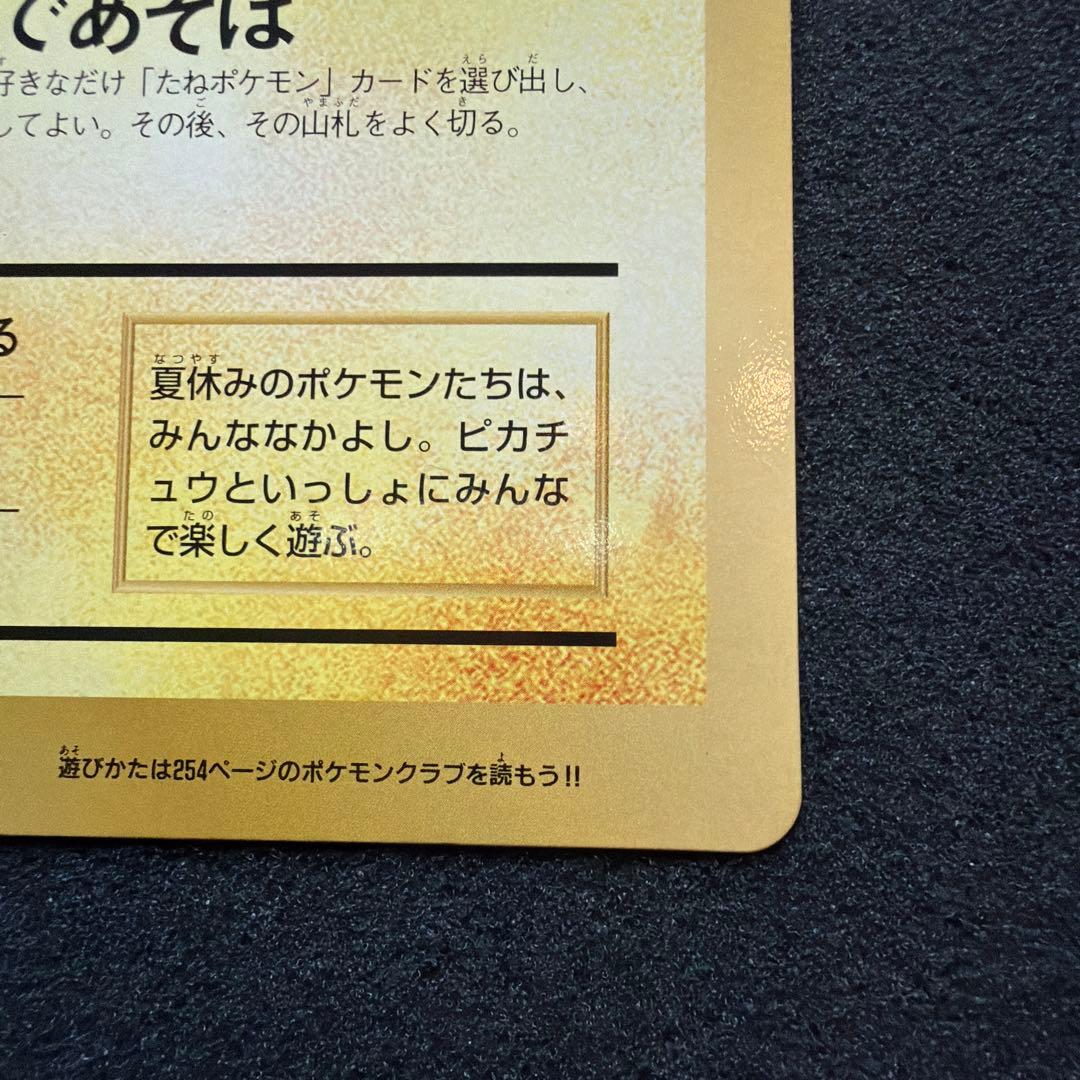 であそぼ
好きなだけ「たねポケモン」カードを選び出し、
してよい。その後、その山札をよく切る。
る
夏休みのポケモンたちは、
みんななかよし。ピカチ
ュウといっしょにみんな
で楽しく遊ぶ。
遊びかたは254ページのポケモンクラブを読もう!!